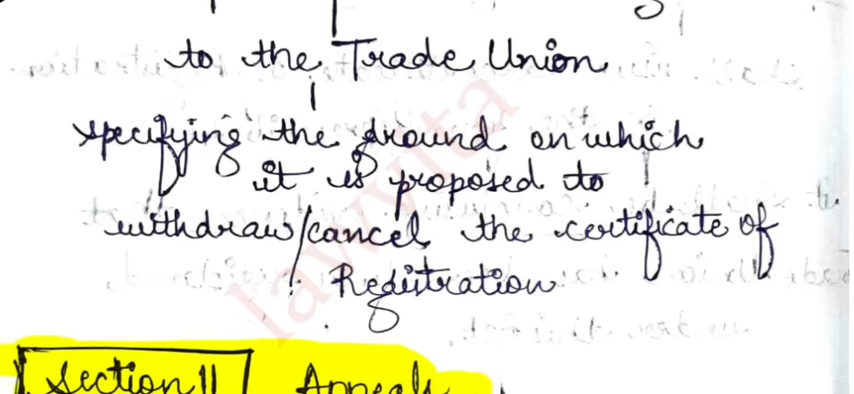 to the Trade Union
specifying the ground on which
it is proposed to
withdraw/cancel the certificate of
Registration
lawvita
Section 11 Appeals